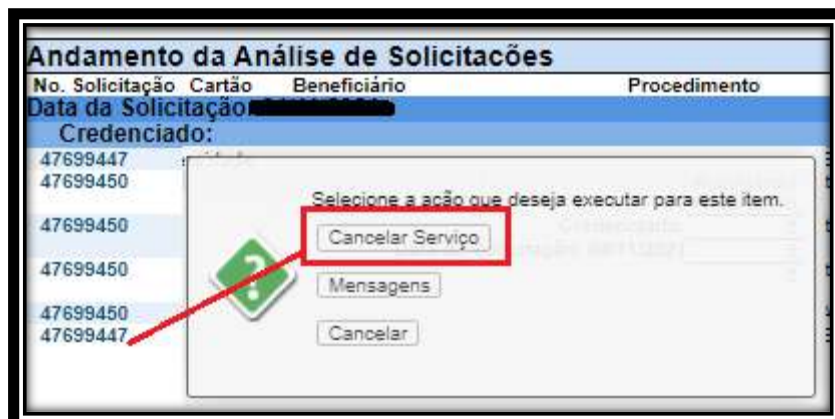 Andamento da Análise de Solicitacões
No. Solicitação Cartão Beneficiário Procedimento
Data da Solicitação
Credenciado:
47699447
47699450
Selecione a ação que deseja executar para este item.
47699450
Cancelar Serviço
47699450
Mensagens
47699450
47699447
Cancelar